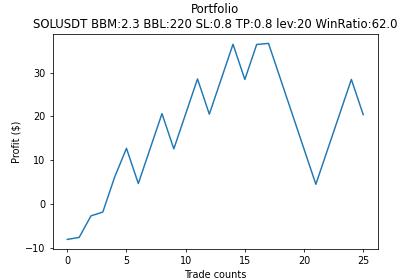 Portfolio
SOLUSDT BBM:2.3 BBL:220 SL:0.8 TP:0.8 lev:20 WinRatio:62.0
30
20
10
0
−10
Profit ($)
0 5 10 15 20 25
Trade counts